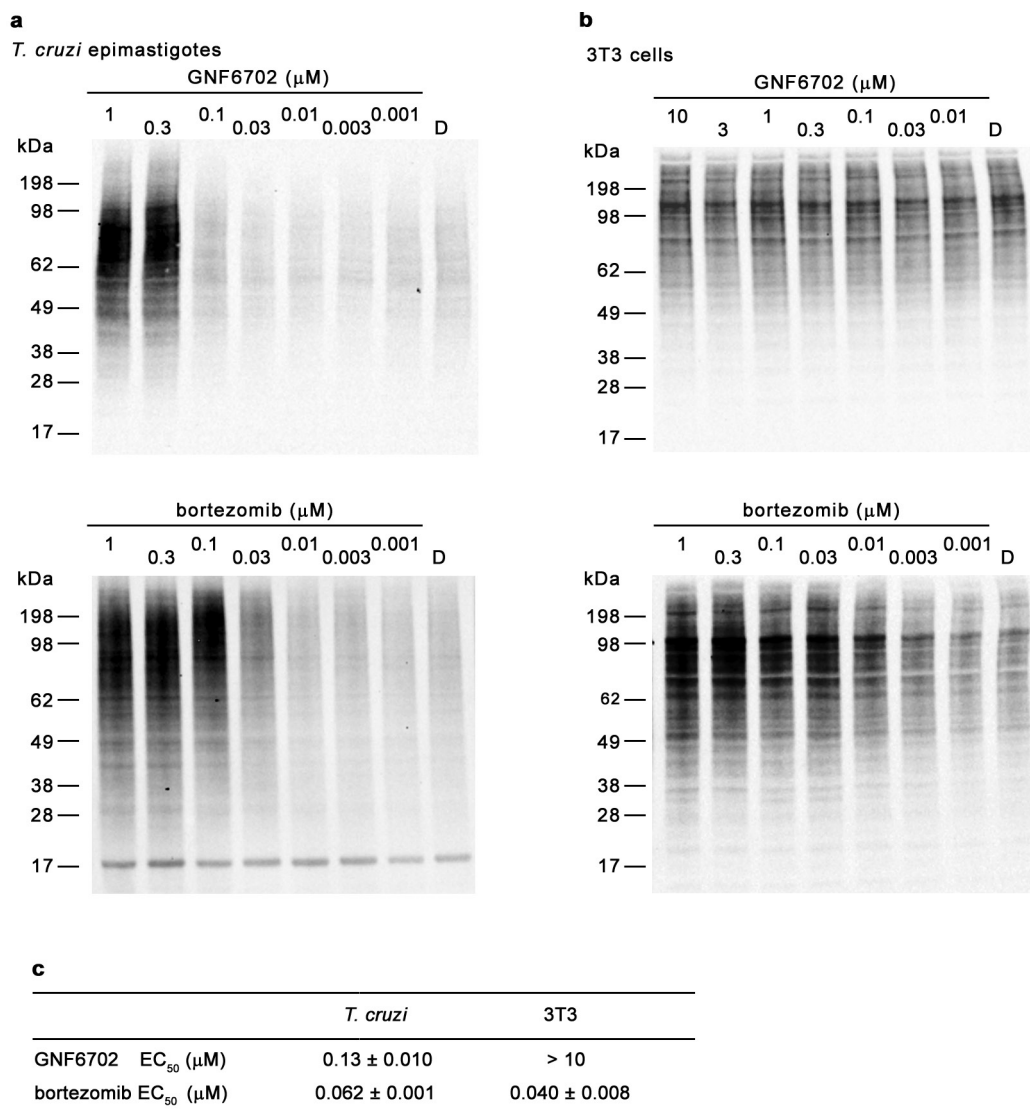 a
T. cruzi epimastigotes
GNF6702 (μM)
1 0.3 0.1 0.03 0.01 0.003 0.001 D
kDa
198
98
62
49
38
28
17
b
3T3 cells
GNF6702 (μM)
10 3 1 0.3 0.1 0.03 0.01 D
kDa
198
98
62
49
38
28
17
bortezomib (μM)
1 0.3 0.1 0.03 0.01 0.003 0.001 D
kDa
198
98
62
49
38
28
17
bortezomib (μM)
1 0.3 0.1 0.03 0.01 0.003 0.001 D
kDa
198
98
62
49
38
28
17
c
T. cruzi 3T3
GNF6702 EC50 (μM) 0.13 ± 0.010 > 10
bortezomib EC50 (μM) 0.062 ± 0.001 0.040 ± 0.008